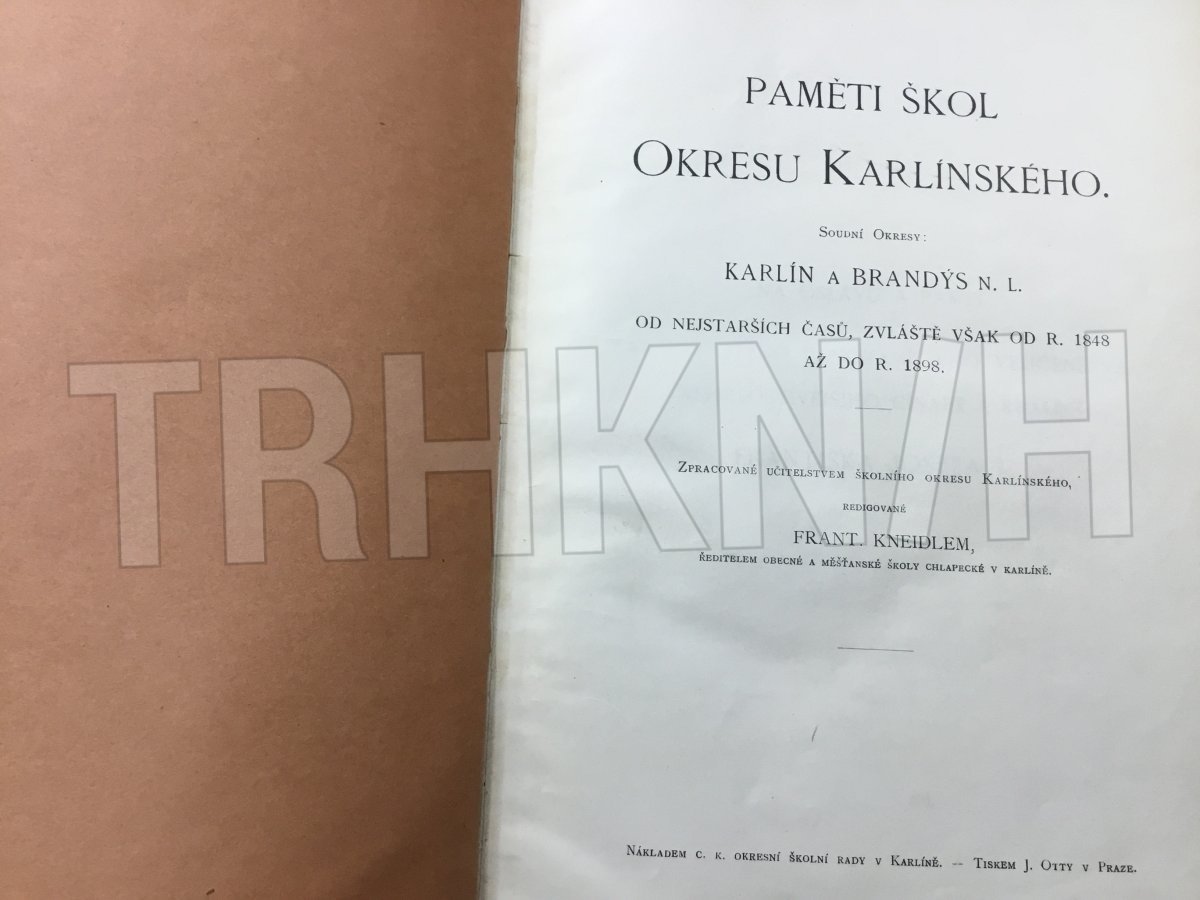 PAMĚTI ŠKOL
OKRESU KARLÍNSKÉHO.
SOUDNÍ OKRESY:
KARLÍN A BRANDÝS N. L.
OD NEJSTARŠÍCH ČASŮ, ZVLÁŠTĚ VŠAK OD R. 1848
AŽ DO R. 1898.
ZPRACOVANÉ UČITELSTVEM ŠKOLNÍHO OKRESU KARLÍNSKÉHO,
REDIGOVANÉ
FRANT. KNEIDLEM,
ŘEDITELEM OBECNÉ A MĚŠŤANSKÉ ŠKOLY CHLAPECKÉ V KARLÍNĚ.
NÁKLADEM C. K. OKRESNÍ ŠKOLNÍ RADY V KARLÍNĚ. — TISKEM J. OTTY V PRAZE.
TRHKNIH